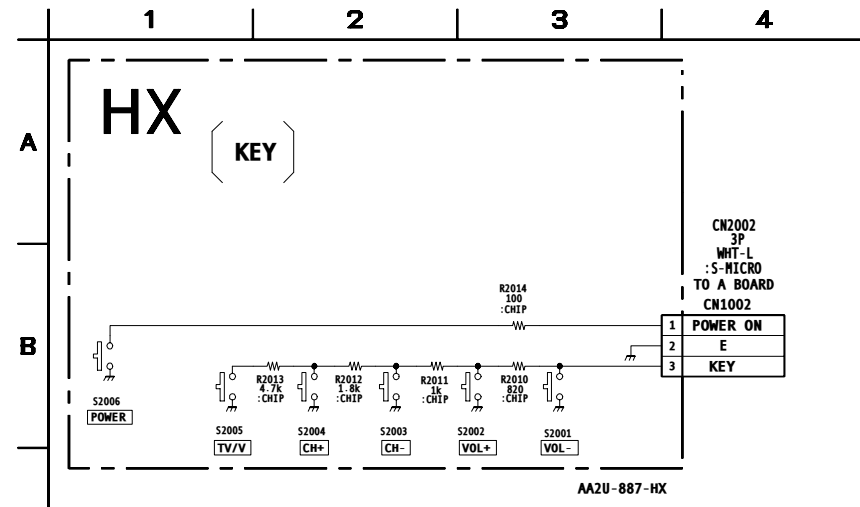 1 2 3 4
A
HX
KEY
CN2002
3P
WHT-L
:S-MICRO
TO A BOARD
CN1002
R2014
100
:CHIP
1 POWER ON
2 E
3 KEY
B
R2013
4.7k
:CHIP
R2012
1.8k
:CHIP
R2011
1k
:CHIP
R2010
820
:CHIP
S2006
POWER
S2005
TV/V
S2004
CH+
S2003
CH-
S2002
VOL+
S2001
VOL-
AA2U-887-HX